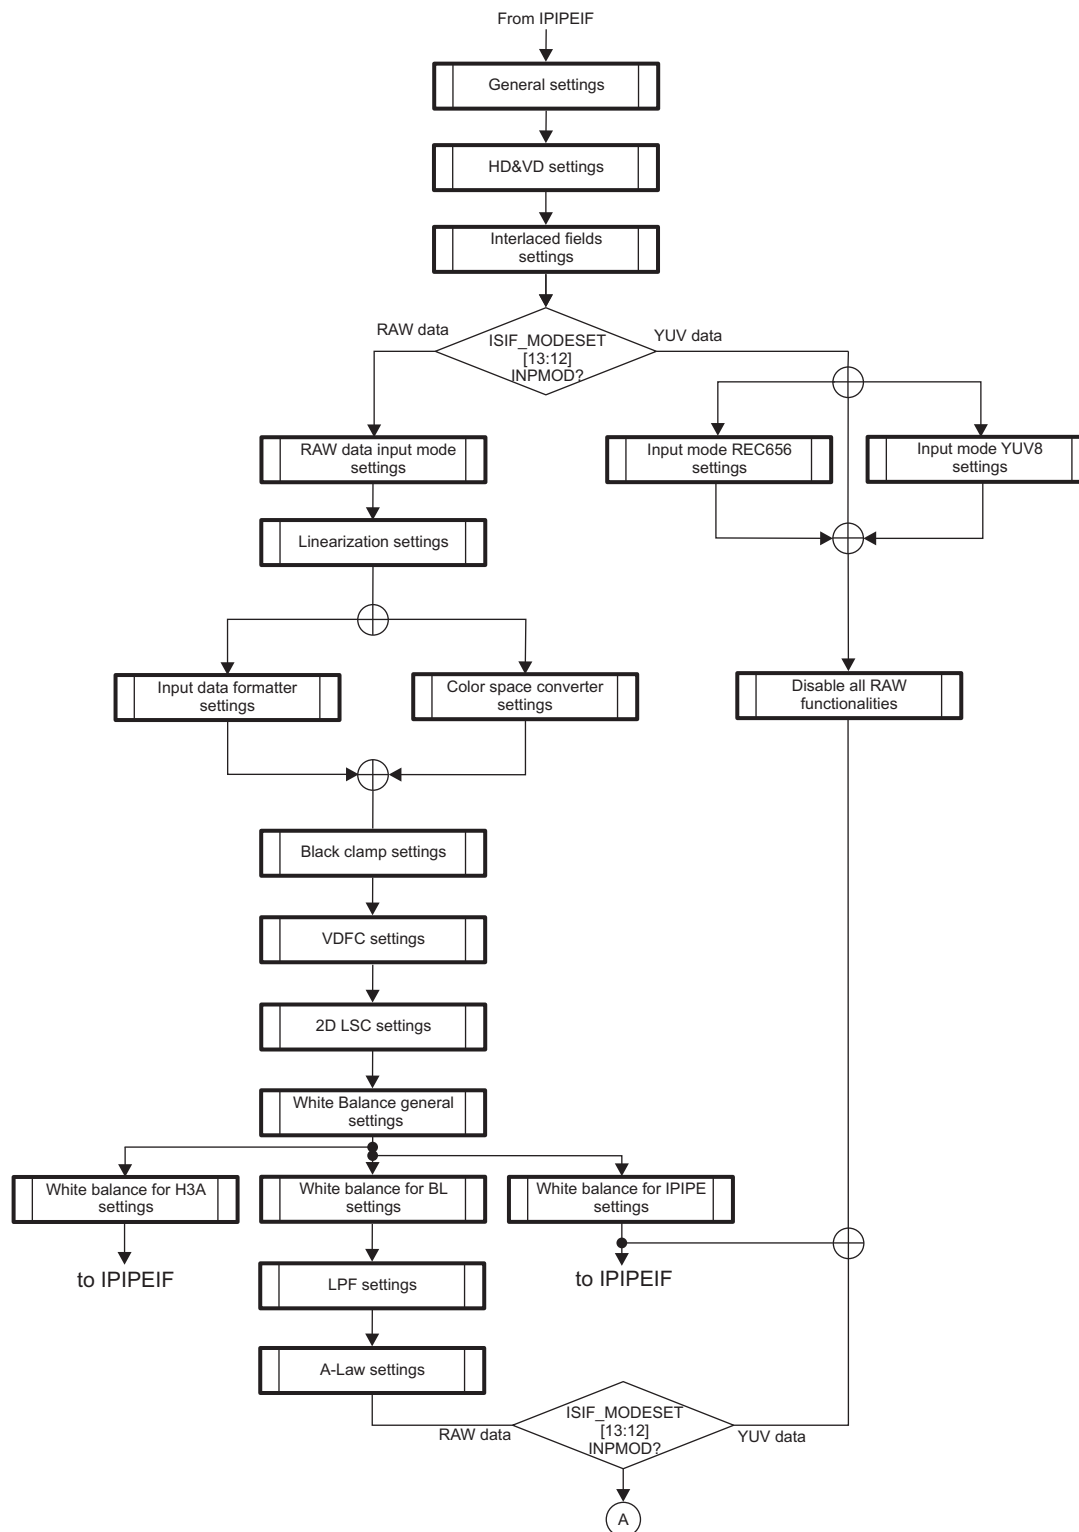 From IPIPEIF
General settings
HD&VD settings
Interlaced fields
settings
RAW data
ISIF_MODESET
[13:12]
INPMOD?
YUV data
RAW data input mode
settings
Input mode REC656
settings
Input mode YUV8
settings
Linearization settings
Input data formatter
settings
Color space converter
settings
Disable all RAW
functionalities
Black clamp settings
VDFC settings
2D LSC settings
White Balance general
settings
White balance for H3A
settings
White balance for BL
settings
White balance for IPIPE
settings
to IPIPEIF
to IPIPEIF
LPF settings
A-Law settings
RAW data
ISIF_MODESET
[13:12]
INPMOD?
YUV data
A